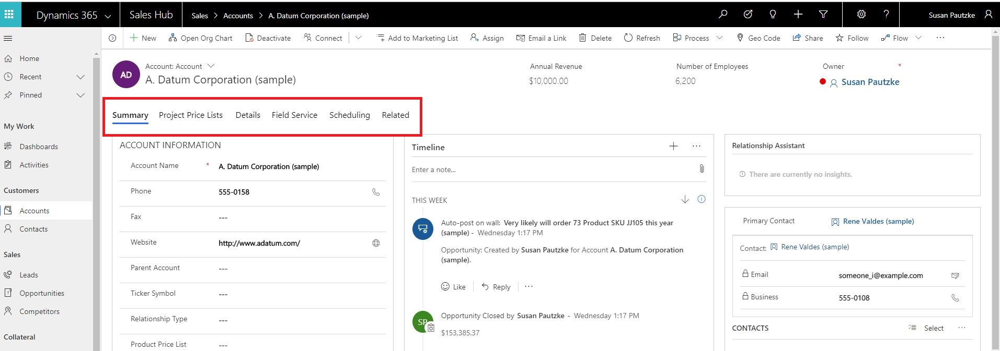 Dynamics 365
Sales Hub
Sales > Accounts > A. Datum Corporation (sample)
Susan Pautzke
New
Open Org Chart
Deactivate
Connect
Add to Marketing List
Assign
Email a Link
Delete
Refresh
Process
Geo Code
Share
Follow
Flow
Home
Recent
Pinned
My Work
Dashboards
Activities
Customers
Accounts
Contacts
Sales
Leads
Opportunities
Competitors
Collateral
AD
Account: Account
A. Datum Corporation (sample)
Annual Revenue
$10,000.00
Number of Employees
6,200
Owner *
Susan Pautzke
Summary Project Price Lists Details Field Service Scheduling Related
ACCOUNT INFORMATION
Account Name * A. Datum Corporation (sample)
Phone 555-0158
Fax ---
Website http://www.adatum.com/
Parent Account ---
Ticker Symbol ---
Relationship Type ---
Product Price List ---
Timeline
Enter a note...
THIS WEEK
Auto-post on wall: Very likely will order 73 Product SKU JJ105 this year
(sample) - Wednesday 1:17 PM
Opportunity: Created by Susan Pautzke for Account A. Datum Corporation
(sample).
Like Reply
SP
Opportunity Closed by Susan Pautzke - Wednesday 1:17 PM
$153,385.37
Relationship Assistant
There are currently no insights.
Primary Contact Rene Valdes (sample)
Contact: Rene Valdes (sample)
Email someone_i@example.com
Business 555-0108
CONTACTS Select